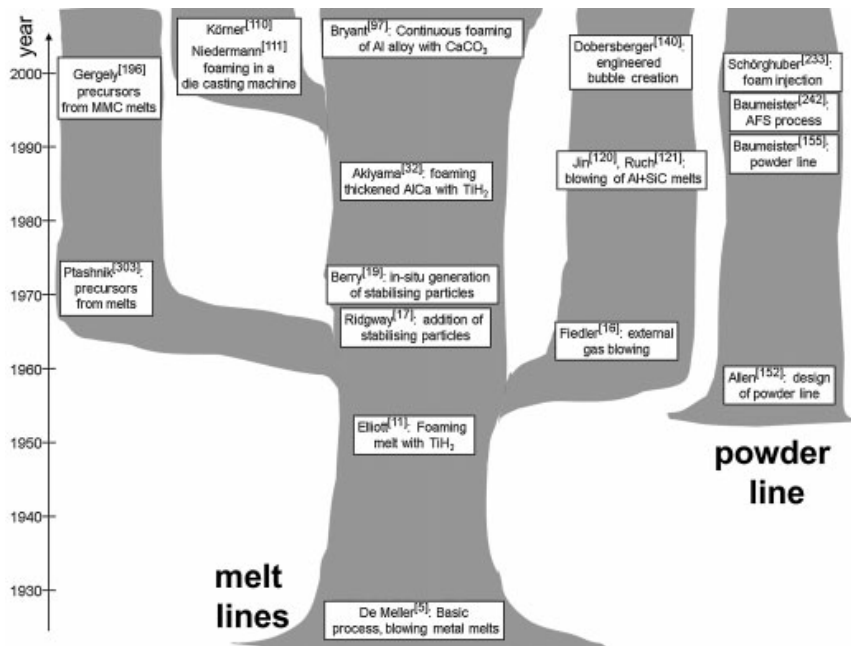 year
2000
1990
1980
1970
1960
1950
1940
1930
Gergely[196]
precursors
from MMC melts
Körner[110]
Niedermann[111]
foaming in a
die casting machine
Bryant[97]: Continuous foaming
of Al alloy with CaCO3
Dobersberger[140]:
engineered
bubble creation
Schörghuber[233]:
foam injection
Baumeister[242]:
AFS process
Baumeister[155]:
powder line
Akiyama[32]: foaming
thickened AlCa with TiH2
Jin[120], Ruch[121]:
blowing of Al+SiC melts
Ptashnik[303]:
precursors
from melts
Berry[19]: in-situ generation
of stabilising particles
Ridgway[17]: addition of
stabilising particles
Fiedler[16]: external
gas blowing
Allen[152]: design
of powder line
Elliott[11]: Foaming
melt with TiH2
powder
line
melt
lines
De Meller[5]: Basic
process, blowing metal melts